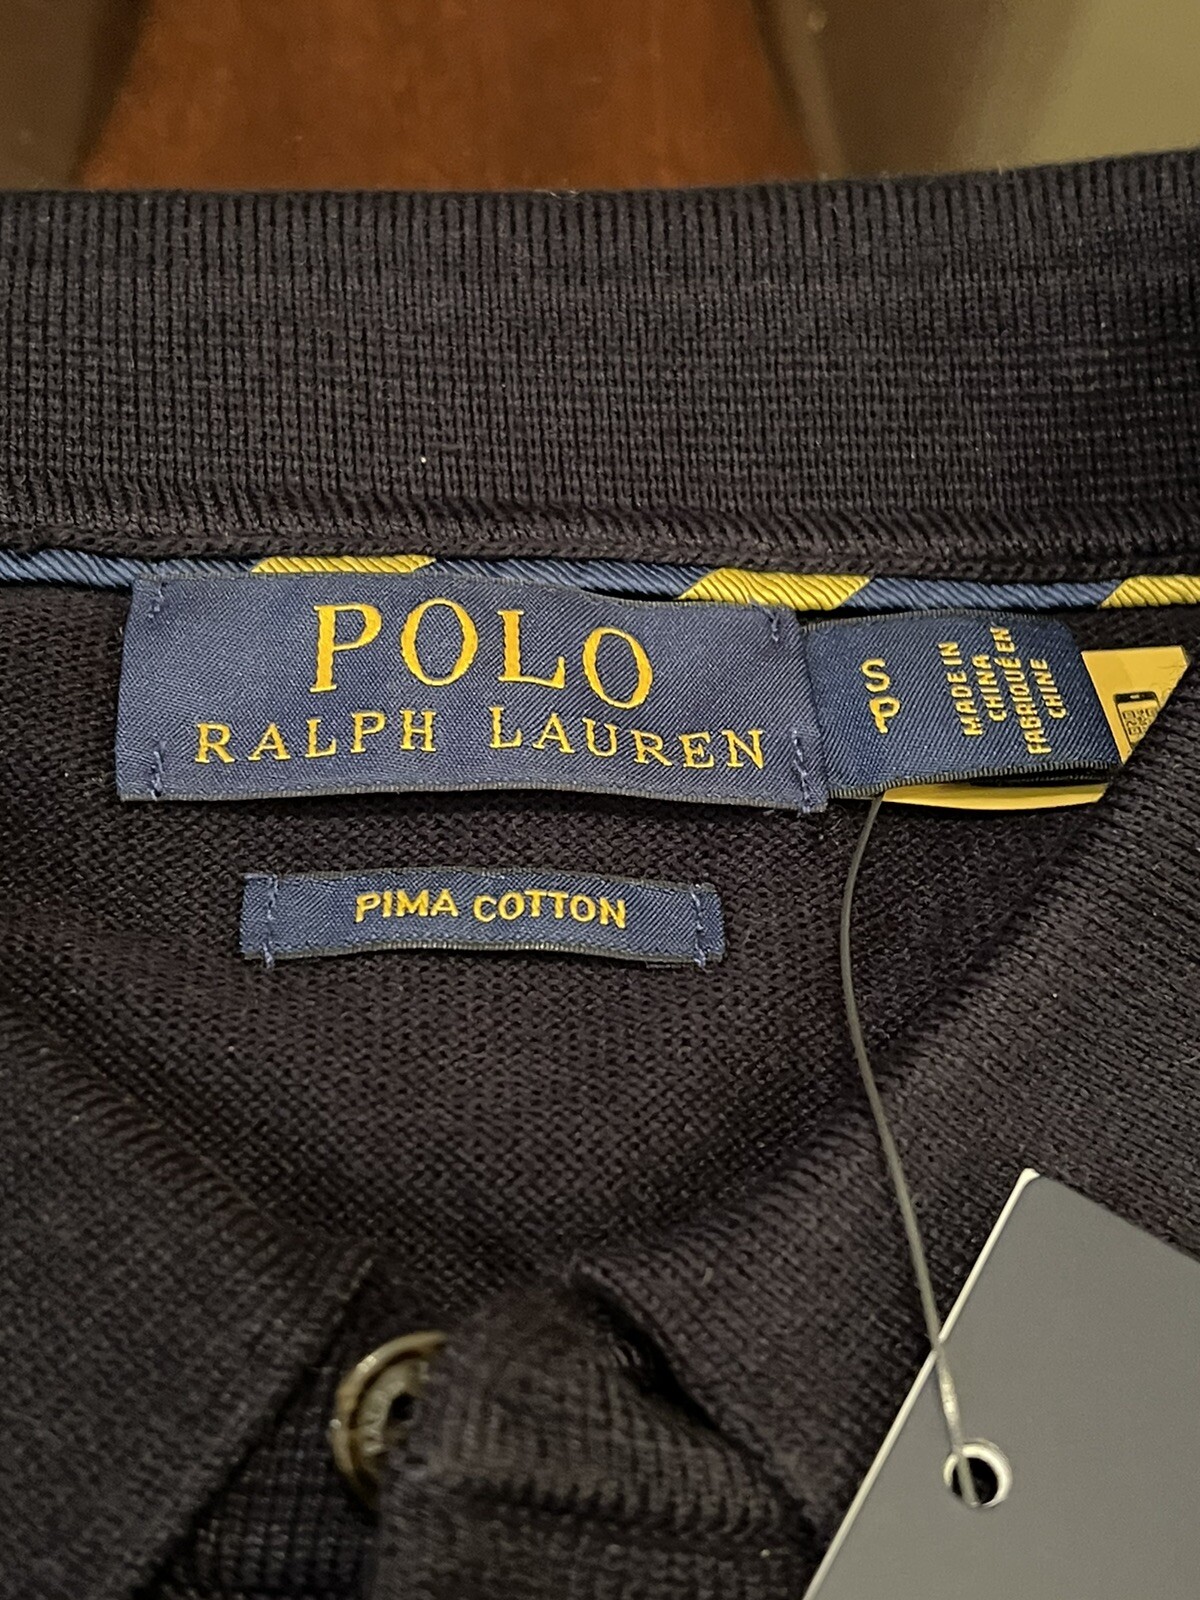 POLO
RALPH LAUREN
S
P
MADE IN
CHINA
FABRIQUÉ EN
CHINE
PIMA COTTON